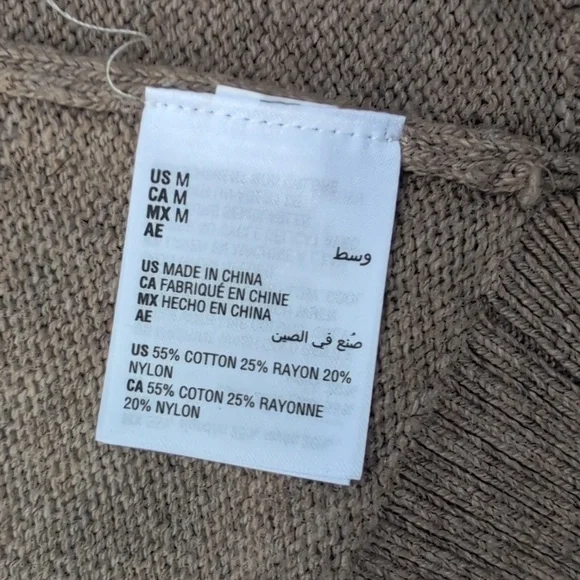 US M
CA M
MX M
AE
وسط
US MADE IN CHINA
CA FABRIQUÉ EN CHINE
MX HECHO EN CHINA
AE
صُنع في الصين
US 55% COTTON 25% RAYON 20%
NYLON
CA 55% COTON 25% RAYONNE
20% NYLON